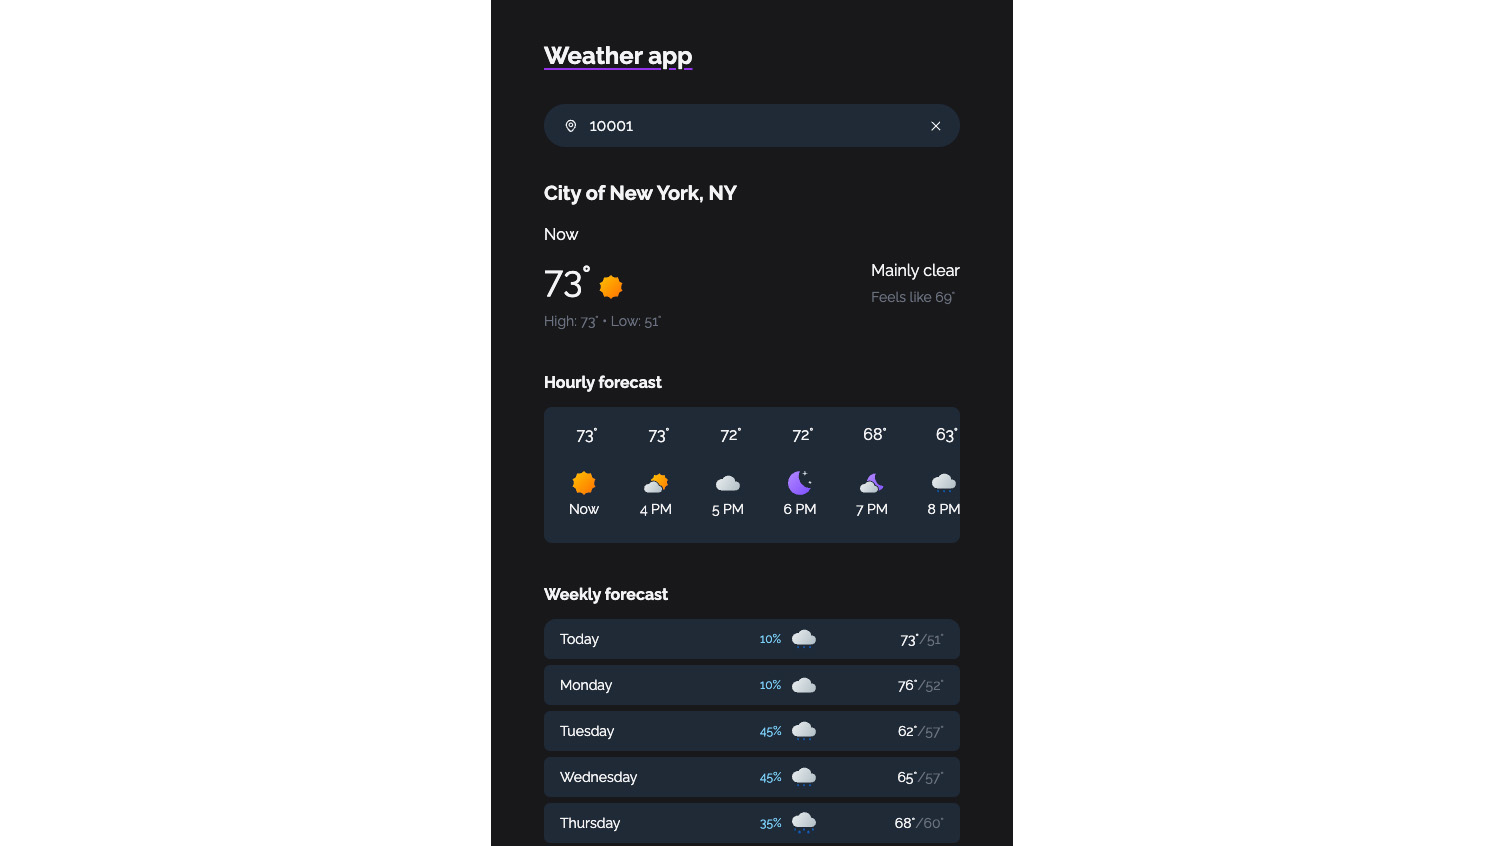 Weather app
10001
City of New York, NY
Now
73°
Mainly clear
Feels like 69°
High: 73° • Low: 51°
Hourly forecast
73° 73° 72° 72° 68° 63°
Now 4 PM 5 PM 6 PM 7 PM 8 PM
Weekly forecast
Today 10% 73°/51°
Monday 10% 76°/52°
Tuesday 45% 62°/57°
Wednesday 45% 65°/57°
Thursday 35% 68°/60°